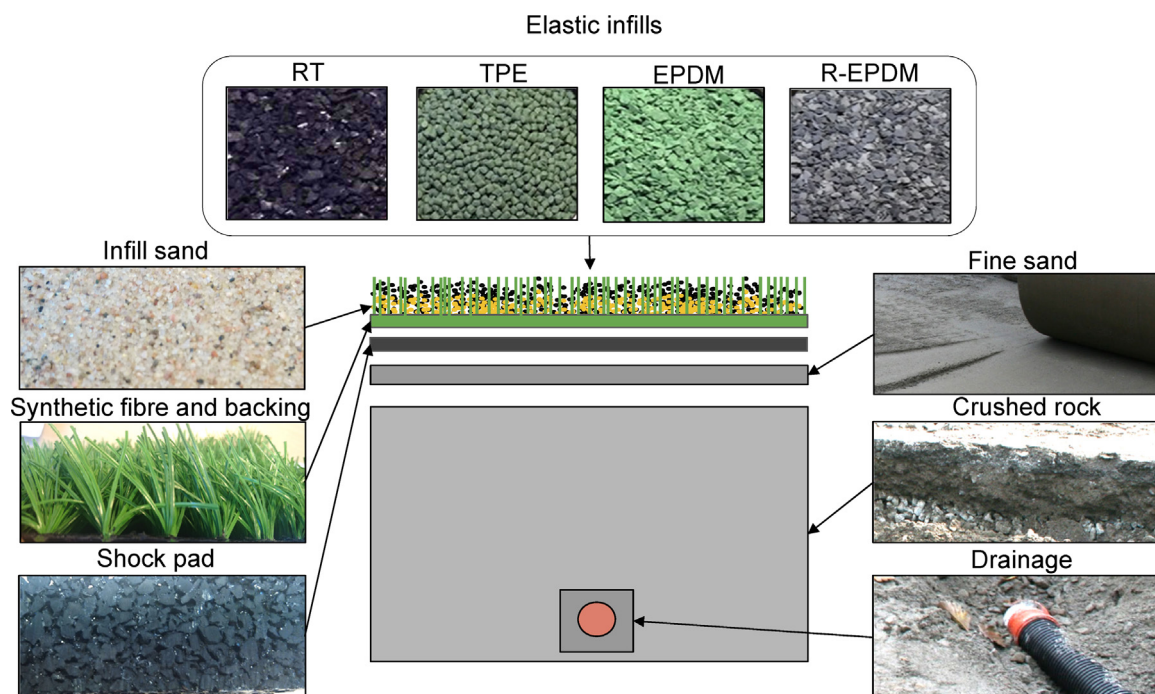 Elastic infills
RT
TPE
EPDM
R-EPDM
Infill sand
Fine sand
Synthetic fibre and backing
Crushed rock
Shock pad
Drainage